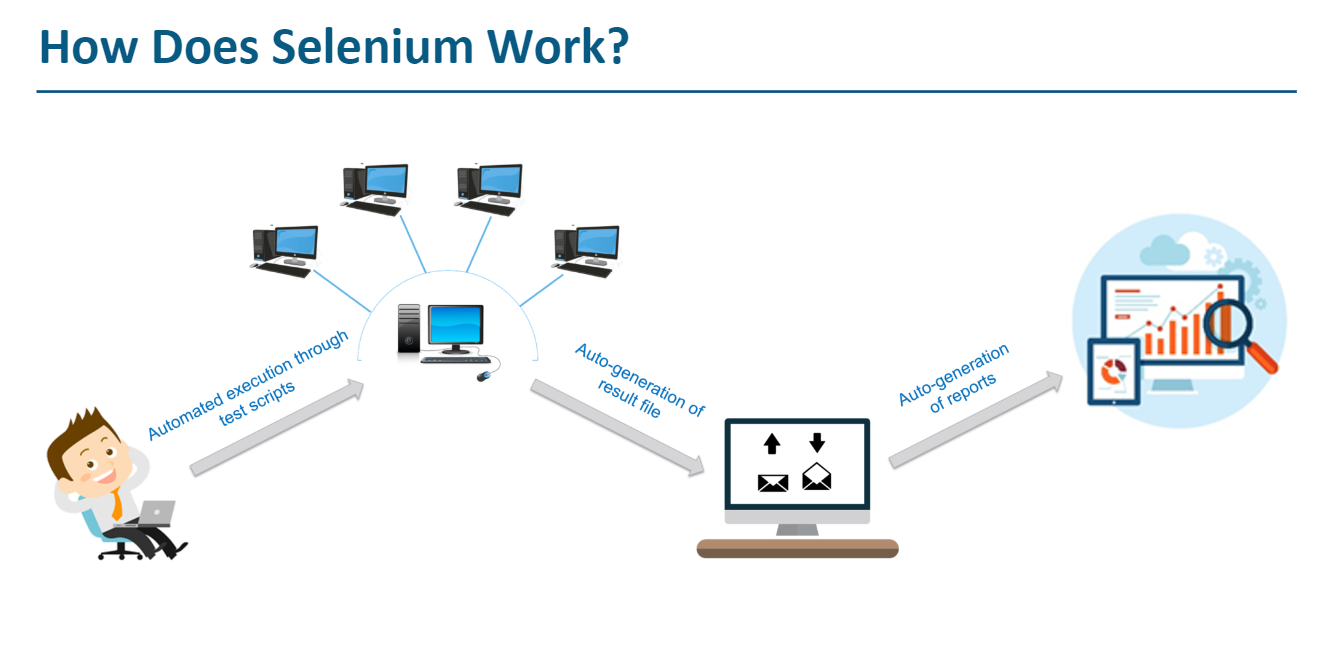 How Does Selenium Work?
Automated execution through
test scripts
Auto-generation of
result file
Auto-generation
of reports